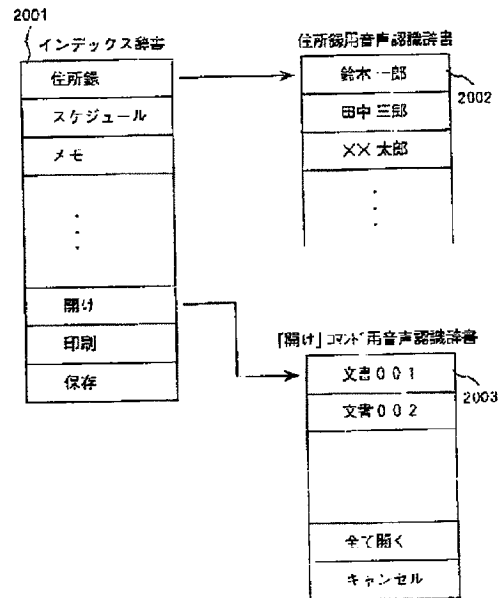 2001
インデックス辞書
住所録
スケジュール
メモ
開け
印刷
保存
住所録用音声認識辞書
鈴木 一郎
2002
田中 三郎
×× 太郎
「開け」コマンド用音声認識辞書
文書001
2003
文書002
全て開く
キャンセル